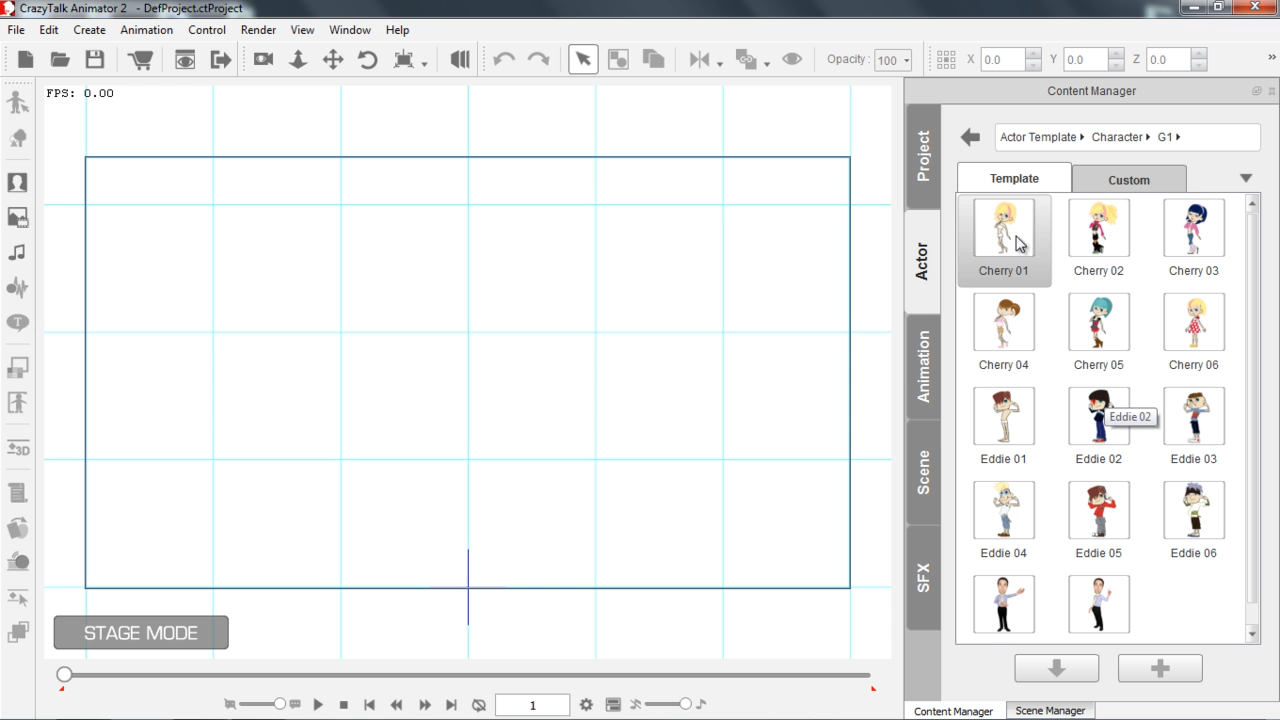 CrazyTalk Animator 2 - DefProject.ctProject
File Edit Create Animation Control Render View Window Help
Opacity : 100 X 0.0 Y 0.0 Z 0.0 »
Content Manager
FPS: 0.00
Actor Template Character G1
Template Custom
Project
Actor
Animation
Scene
SFX
Cherry 01 Cherry 02 Cherry 03
Cherry 04 Cherry 05 Cherry 06
Eddie 02
Eddie 01 Eddie 02 Eddie 03
Eddie 04 Eddie 05 Eddie 06
STAGE MODE
1
Content Manager Scene Manager